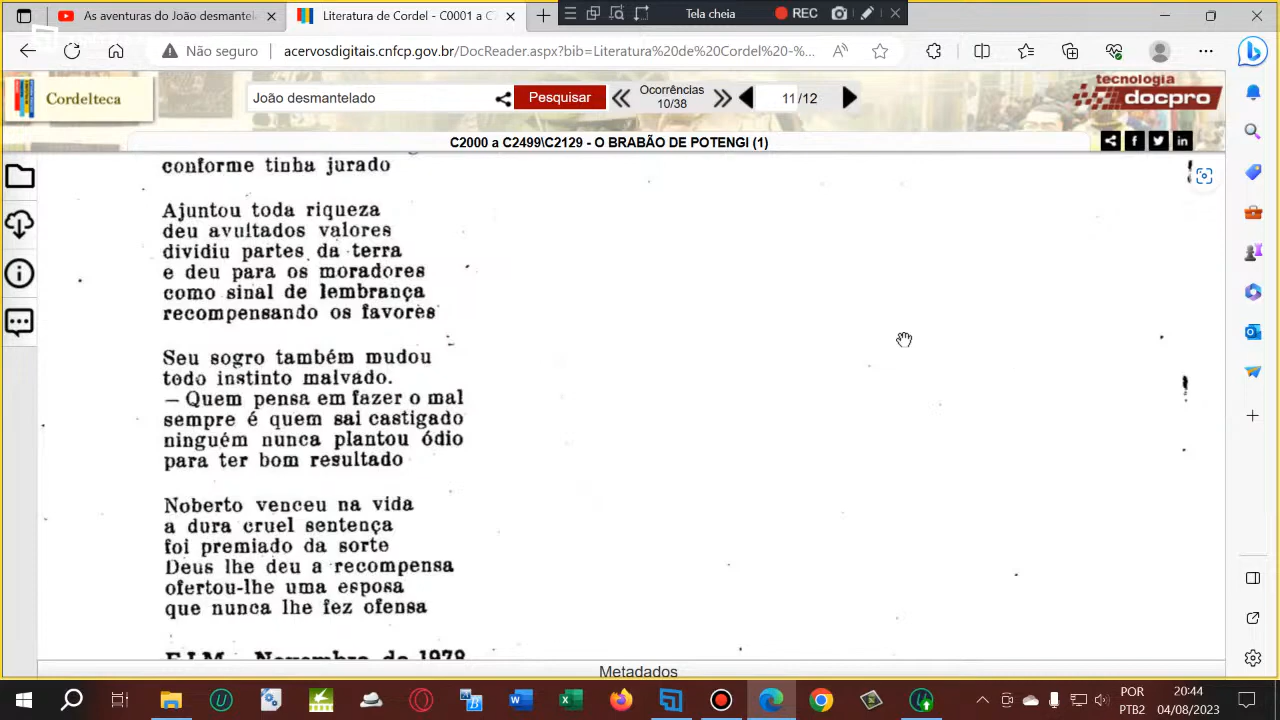 As aventuras do João desmantel
Literatura de Cordel - C0001 a C2
Tela cheia
REC
Não seguro
acervosdigitais.cnfcp.gov.br/DocReader.aspx?bib=Literatura%20de%20Cordel%20-%...
Cordelteca
João desmantelado
Pesquisar
Ocorrências
10/38
11/12
tecnologia
docpro
C2000 a C2499\C2129 - O BRABÃO DE POTENGI (1)
conforme tinha jurado
Ajuntou toda riqueza
deu avultados valores
dividiu partes da terra
e deu para os moradores
como sinal de lembrança
recompensando os favores
Seu sogro também mudou
todo instinto malvado.
— Quem pensa em fazer o mal
sempre é quem sai castigado
ninguém nunca plantou ódio
para ter bom resultado
Noberto venceu na vida
a dura cruel sentença
foi premiado da sorte
Deus lhe deu a recompensa
ofertou-lhe uma esposa
que nunca lhe fez ofensa
FIM Novembro de 1978
Metadados
POR
PTB2
20:44
04/08/2023